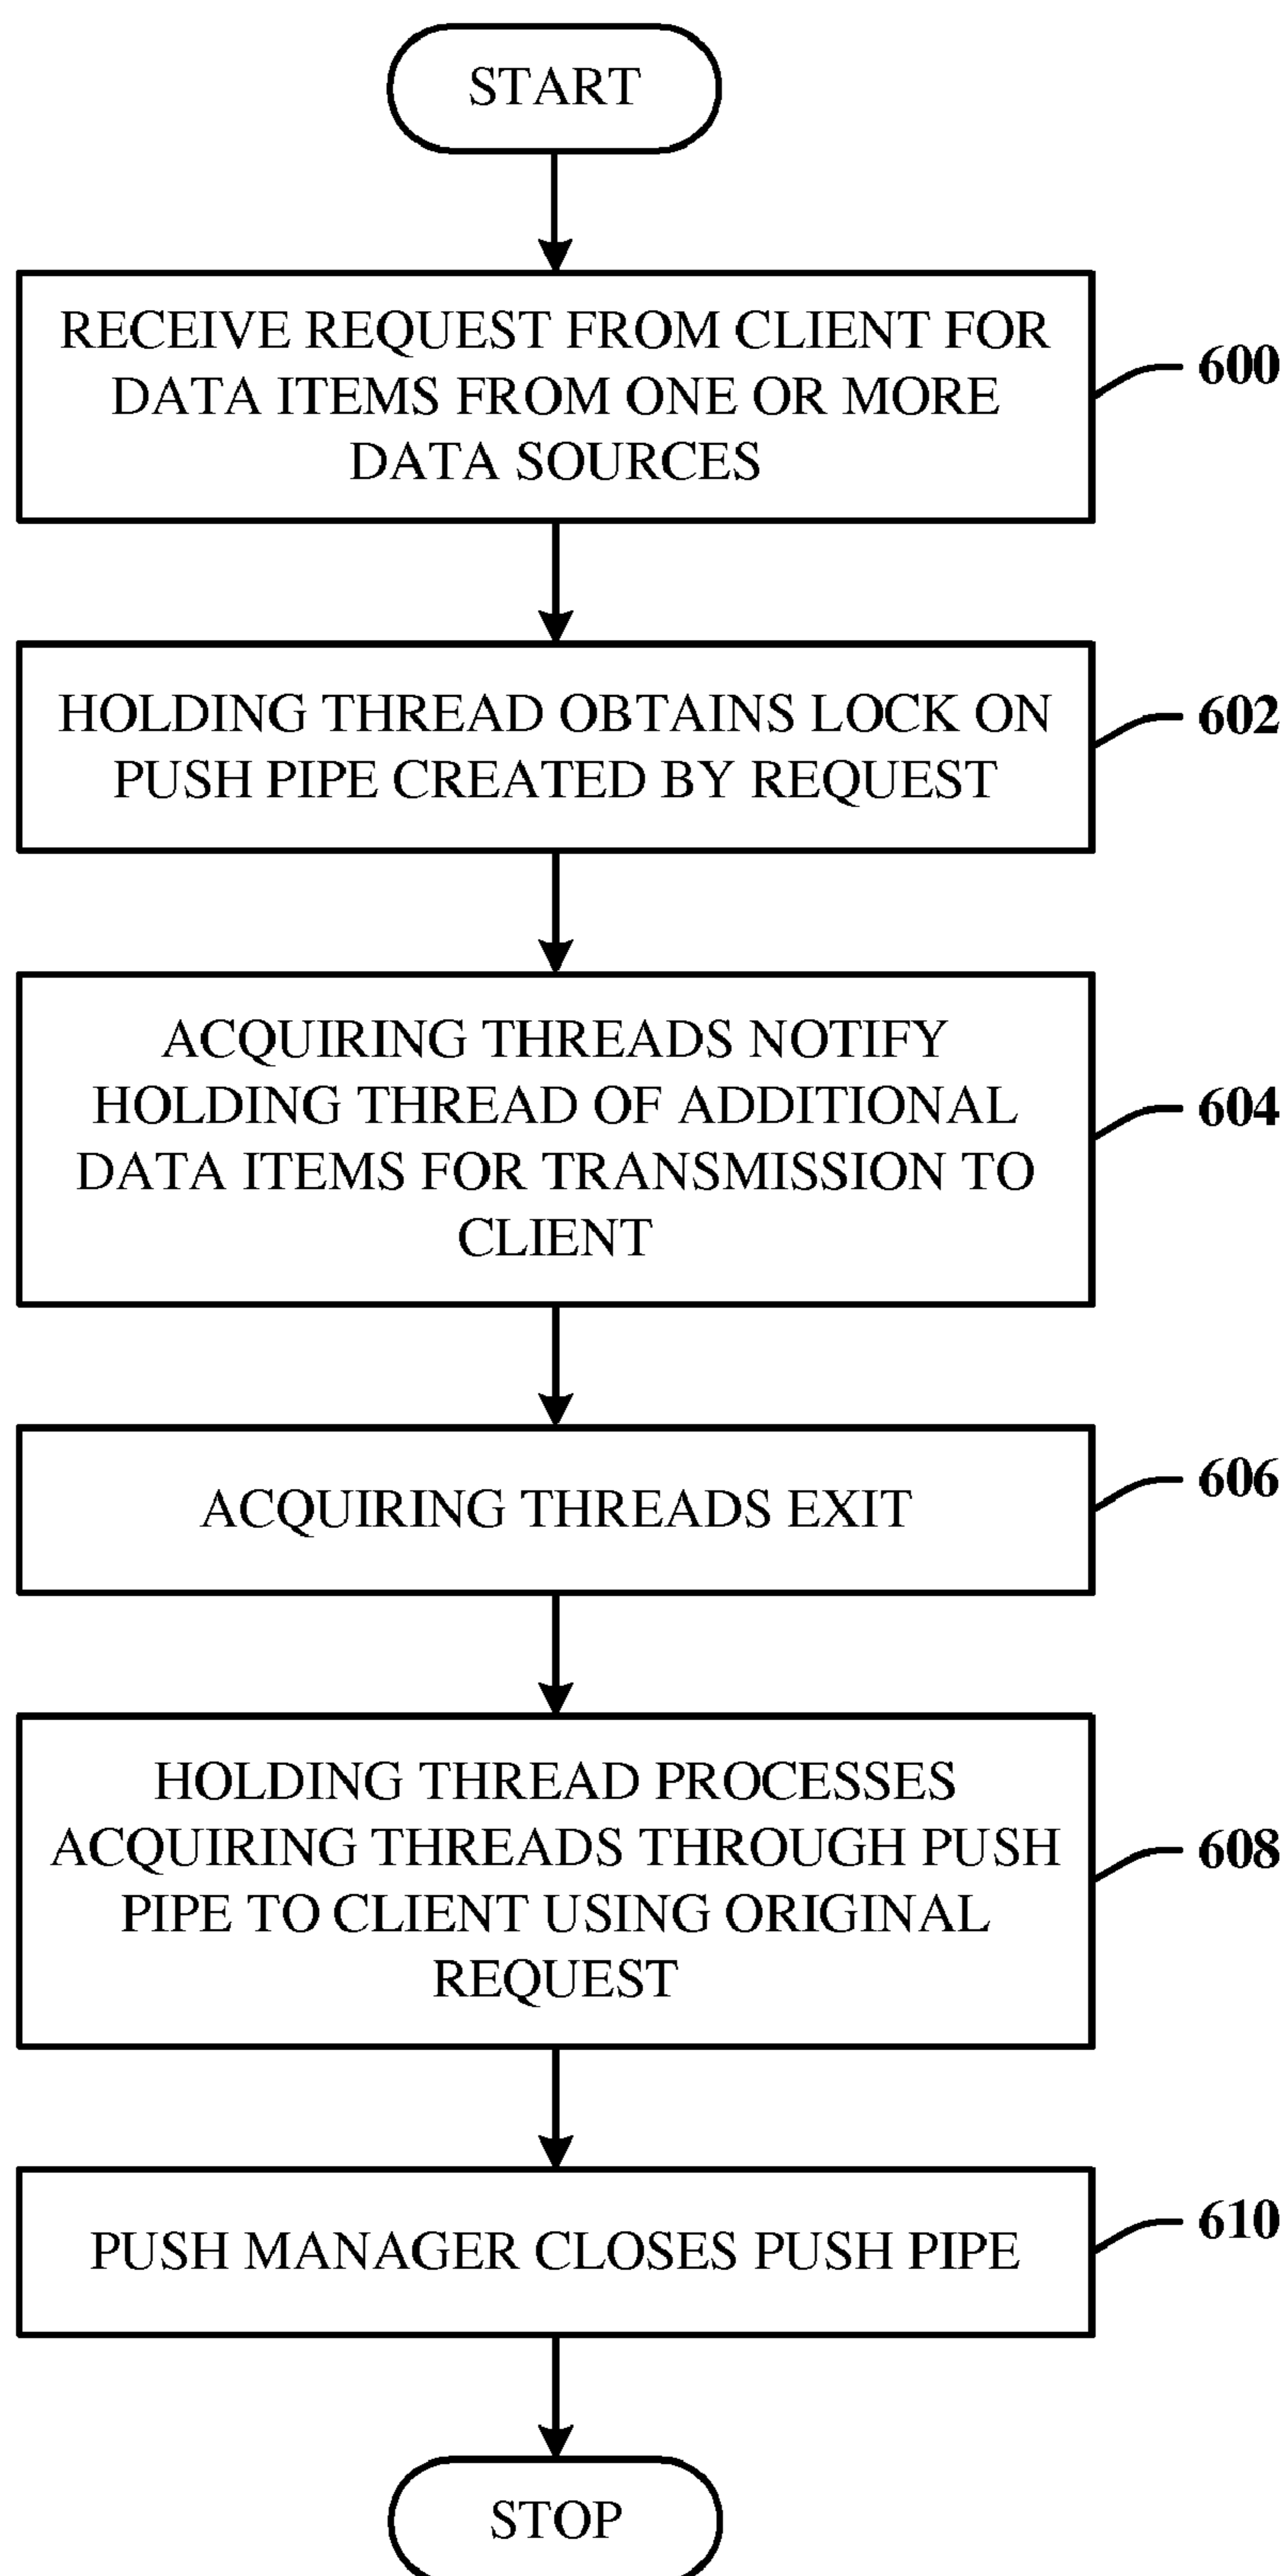 START
RECEIVE REQUEST FROM CLIENT FOR
DATA ITEMS FROM ONE OR MORE
DATA SOURCES
600
HOLDING THREAD OBTAINS LOCK ON
PUSH PIPE CREATED BY REQUEST
602
ACQUIRING THREADS NOTIFY
HOLDING THREAD OF ADDITIONAL
DATA ITEMS FOR TRANSMISSION TO
CLIENT
604
ACQUIRING THREADS EXIT
606
HOLDING THREAD PROCESSES
ACQUIRING THREADS THROUGH PUSH
PIPE TO CLIENT USING ORIGINAL
REQUEST
608
PUSH MANAGER CLOSES PUSH PIPE
610
STOP